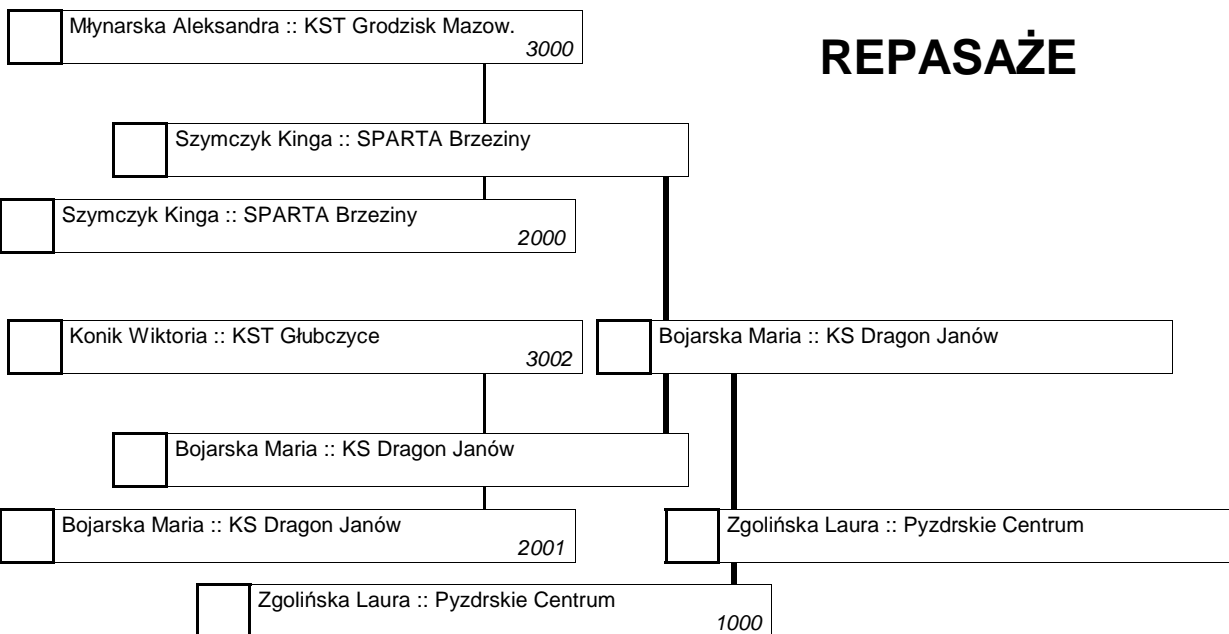 Młynarska Aleksandra :: KST Grodzisk Mazow.
3000
REPASAŻE
Szymczyk Kinga :: SPARTA Brzeziny
Szymczyk Kinga :: SPARTA Brzeziny
2000
Konik Wiktoria :: KST Głubczyce
3002
Bojarska Maria :: KS Dragon Janów
Bojarska Maria :: KS Dragon Janów
Bojarska Maria :: KS Dragon Janów
2001
Zgolińska Laura :: Pyzdrskie Centrum
Zgolińska Laura :: Pyzdrskie Centrum
1000